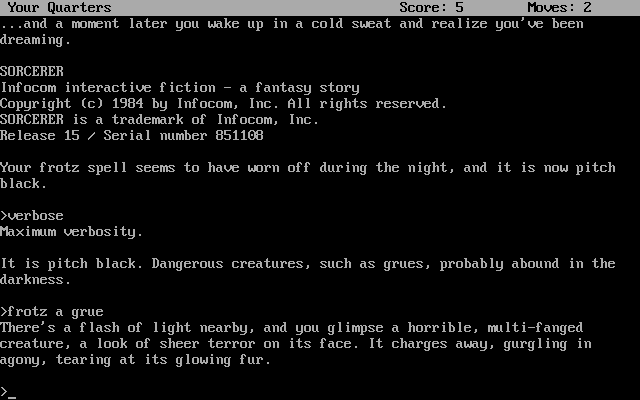 Your Quarters Score: 5 Moves: 2
...and a moment later you wake up in a cold sweat and realize you've been
dreaming.
SORCERER
Infocom interactive fiction - a fantasy story
Copyright (c) 1984 by Infocom, Inc. All rights reserved.
SORCERER is a trademark of Infocom, Inc.
Release 15 / Serial number 851108
Your frotz spell seems to have worn off during the night, and it is now pitch
black.
>verbose
Maximum verbosity.
It is pitch black. Dangerous creatures, such as grues, probably abound in the
darkness.
>frotz a grue
There's a flash of light nearby, and you glimpse a horrible, multi-fanged
creature, a look of sheer terror on its face. It charges away, gurgling in
agony, tearing at its glowing fur.
>_